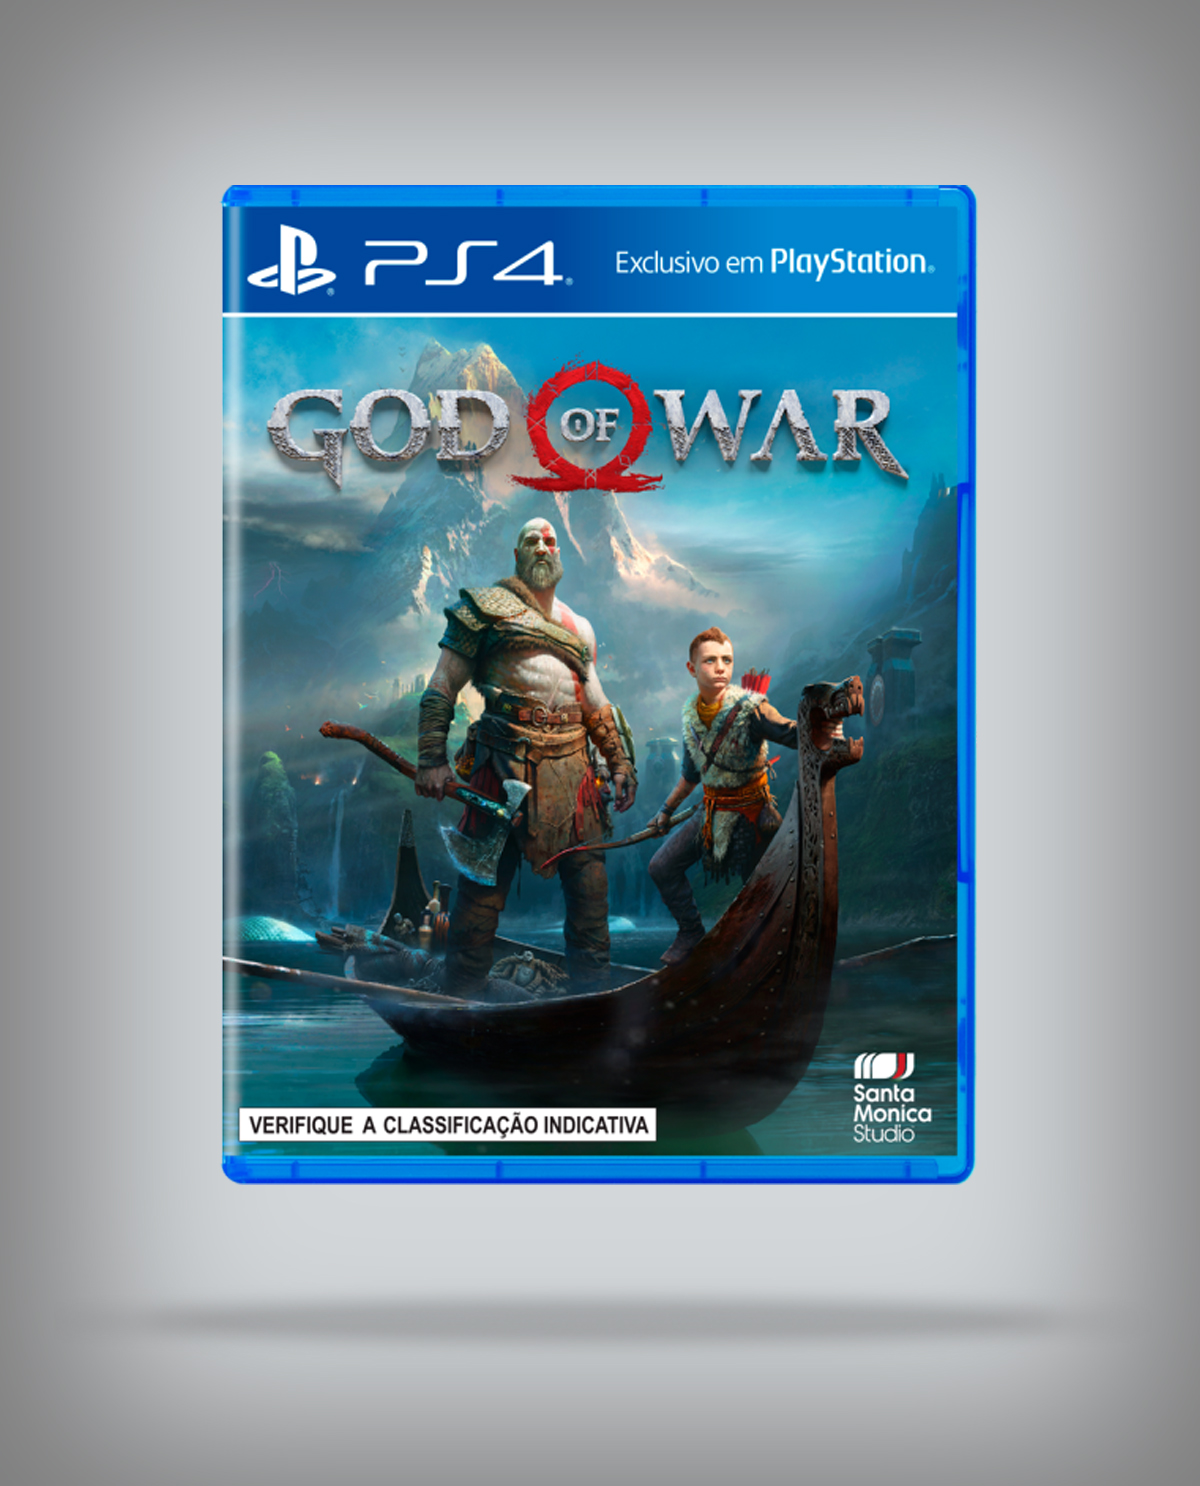 PS4 Exclusivo em PlayStation
GOD OF WAR
Santa
Monica
Studio
VERIFIQUE A CLASSIFICAÇÃO INDICATIVA